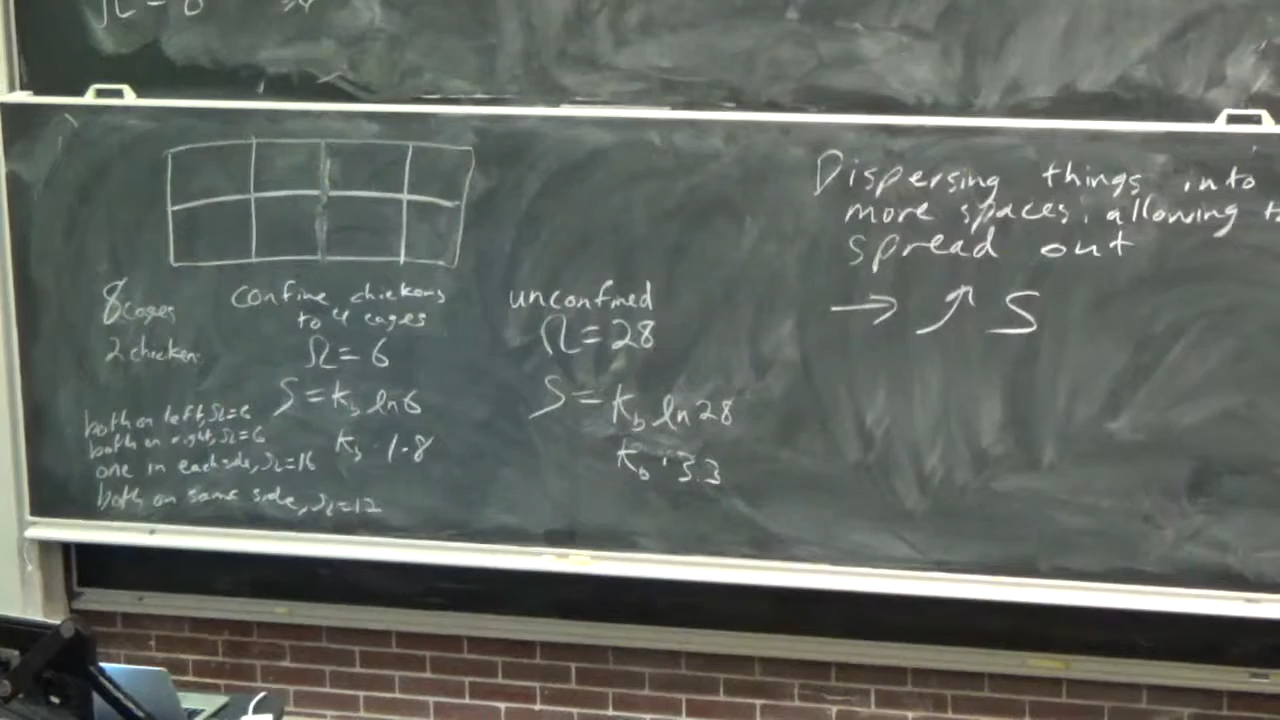 8 cages
2 chicken
confine chickens
to 4 cages
Ω = 6
S = k_b ln 6
k_b · 1.8
unconfined
Ω = 28
S = k_b ln 28
k_b · 3.3
both on left, Ω=6
both on right, Ω=6
one in each side, Ω=16
both on same side, Ω=12
Dispersing things into
more spaces, allowing
spread out
→ ↑ S